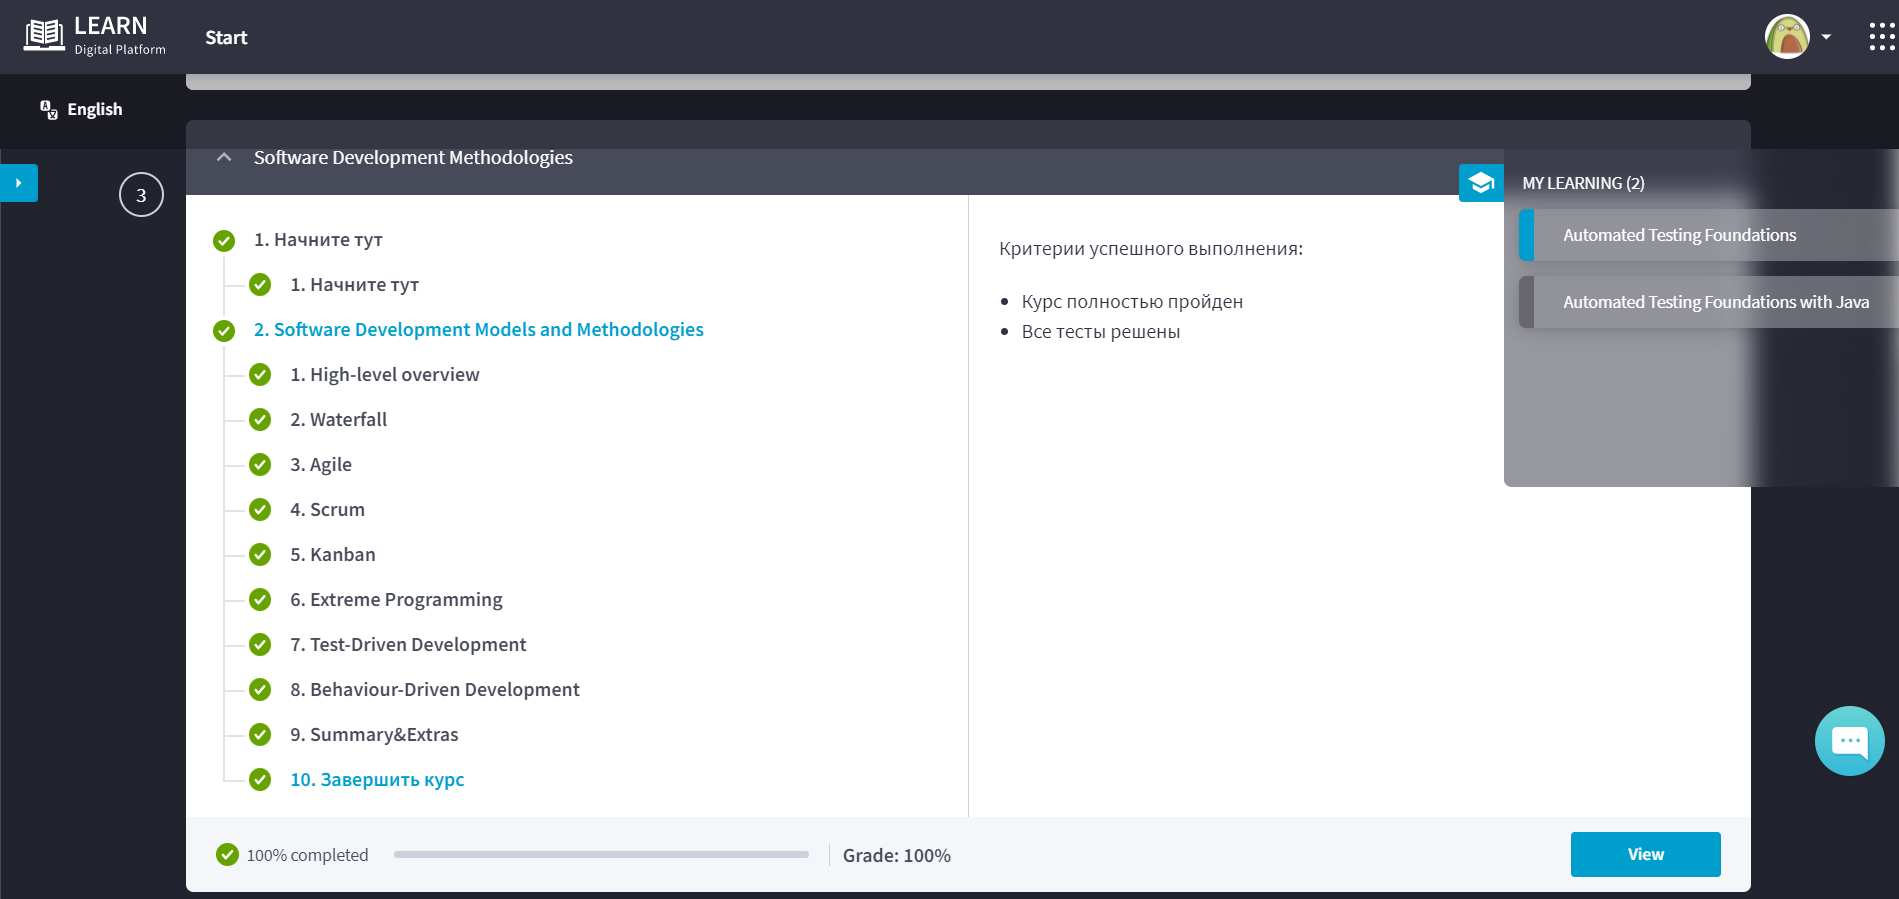 LEARN
Digital Platform
Start
English
3
Software Development Methodologies
1. Начните тут
1. Начните тут
2. Software Development Models and Methodologies
1. High-level overview
2. Waterfall
3. Agile
4. Scrum
5. Kanban
6. Extreme Programming
7. Test-Driven Development
8. Behaviour-Driven Development
9. Summary&Extras
10. Завершить курс
Критерии успешного выполнения:
• Курс полностью пройден
• Все тесты решены
MY LEARNING (2)
Automated Testing Foundations
Automated Testing Foundations with Java
100% completed
Grade: 100%
View